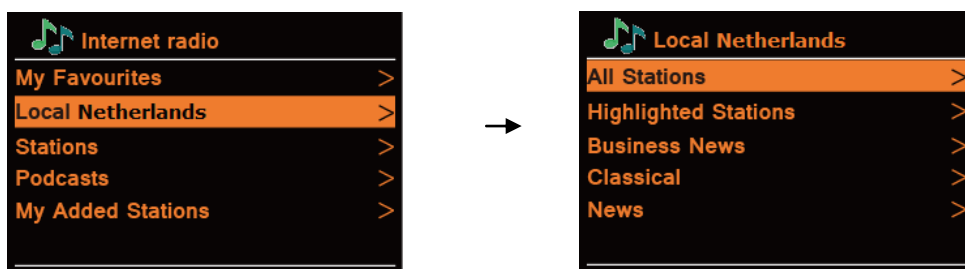 Internet radio
My Favourites >
Local Netherlands >
Stations >
Podcasts >
My Added Stations >
Local Netherlands
All Stations >
Highlighted Stations >
Business News >
Classical >
News >